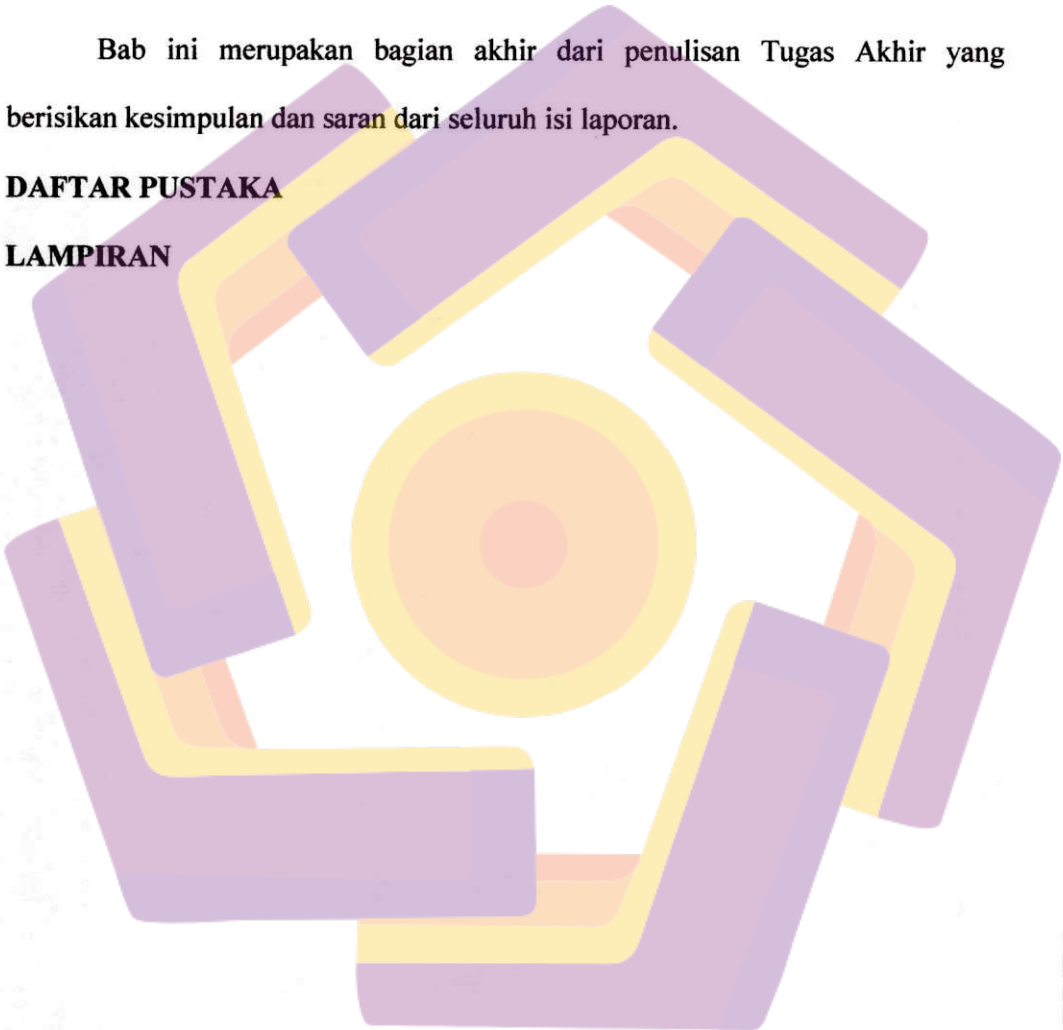 Bab ini merupakan bagian akhir dari penulisan Tugas Akhir yang
berisikan kesimpulan dan saran dari seluruh isi laporan.
DAFTAR PUSTAKA
LAMPIRAN